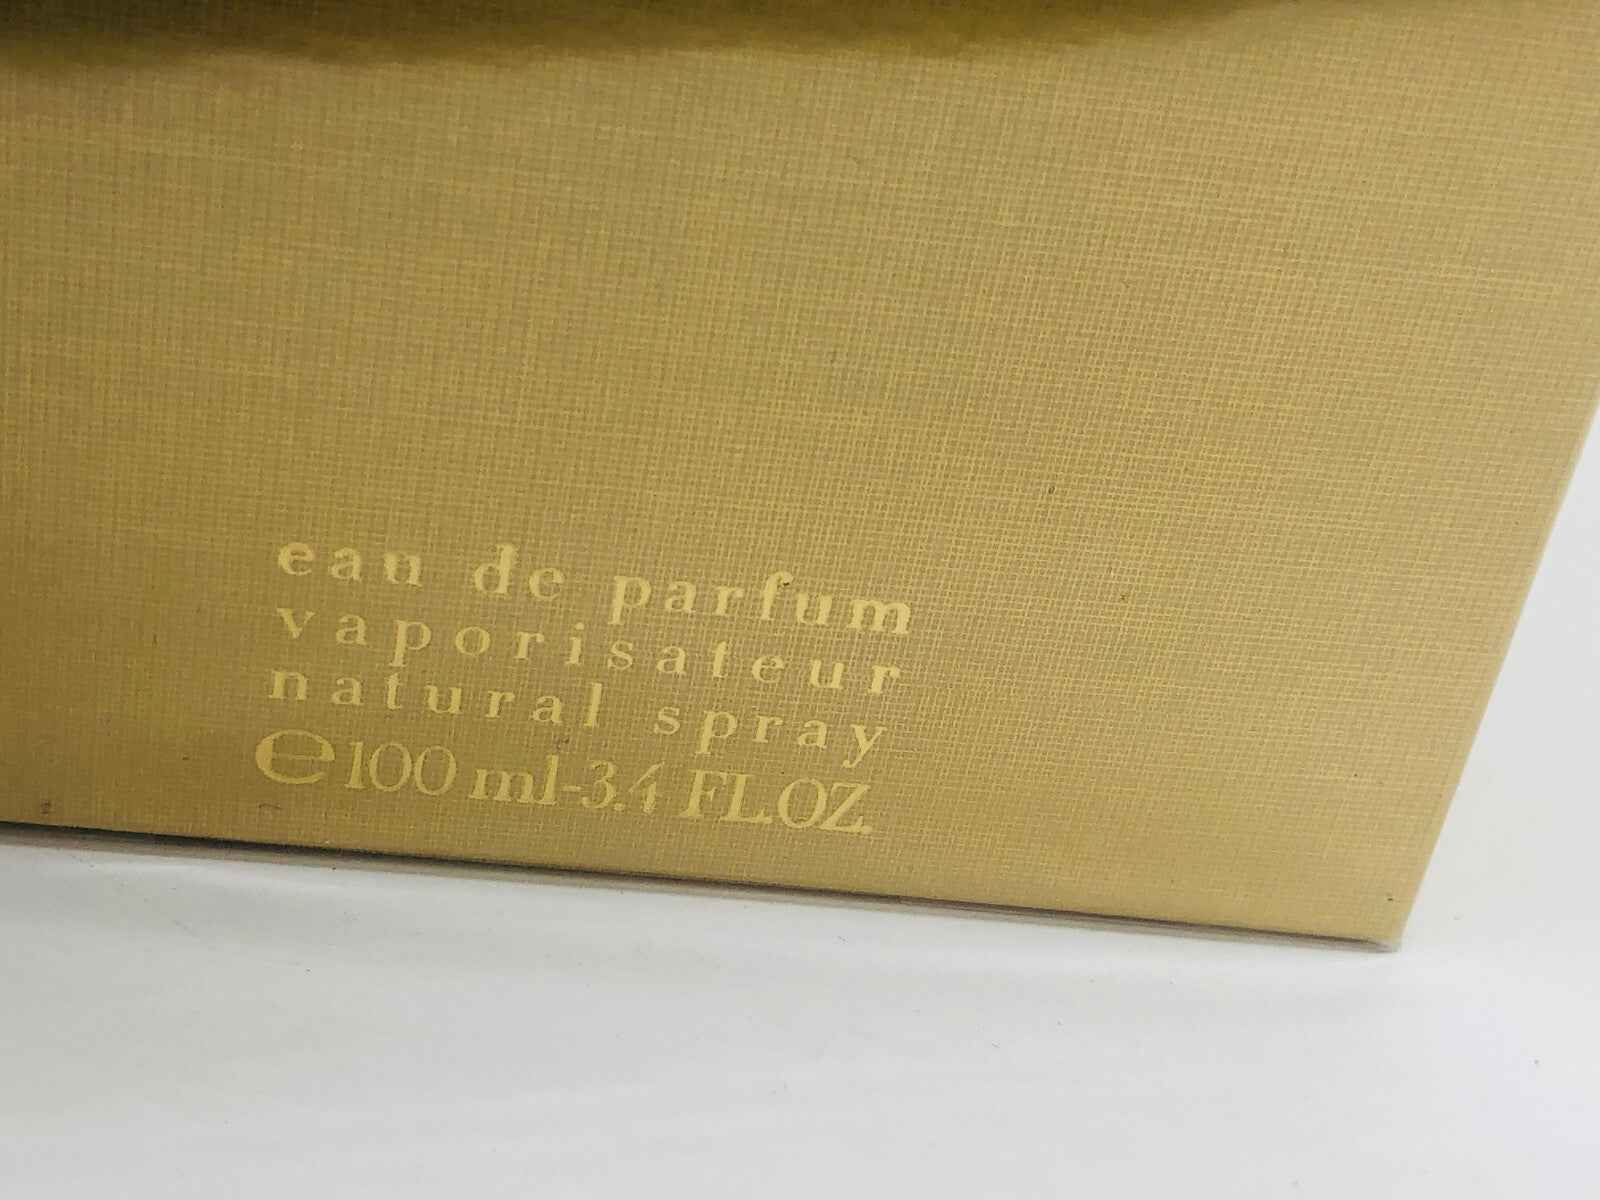 eau de parfum
vaporisateur
natural spray
℮ 100 ml-3.4 FL.OZ.